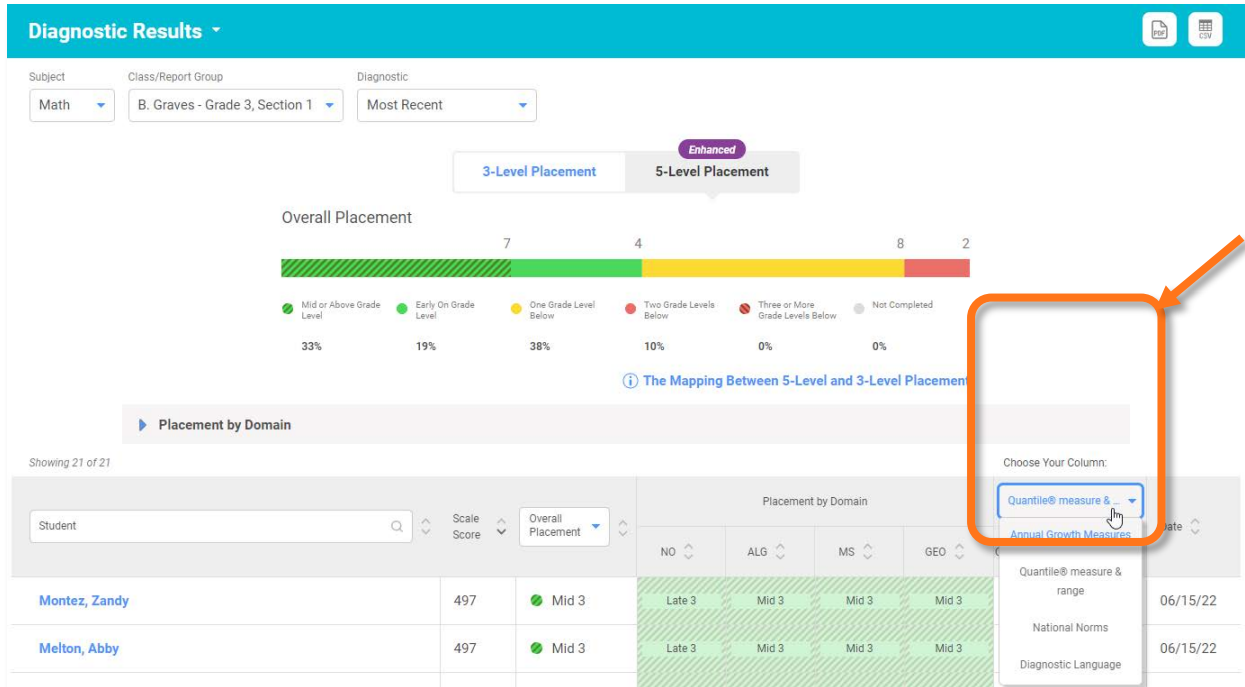 Diagnostic Results
PDF
CSV
Subject
Class/Report Group
Diagnostic
Math
B. Graves - Grade 3, Section 1
Most Recent
Enhanced
3-Level Placement
5-Level Placement
Overall Placement
7 4 8 2
Mid or Above Grade
Level
Early On Grade
Level
One Grade Level
Below
Two Grade Levels
Below
Three or More
Grade Levels Below
Not Completed
33% 19% 38% 10% 0% 0%
The Mapping Between 5-Level and 3-Level Placement
Placement by Domain
Showing 21 of 21
Choose Your Column:
Student
Scale
Score
Overall
Placement
Placement by Domain
NO ALG MS GEO
Quantile® measure & ...
Annual Growth Measures
Quantile® measure &
range
National Norms
Diagnostic Language
Montez, Zandy 497 Mid 3 Late 3 Mid 3 Mid 3 Mid 3 06/15/22
Melton, Abby 497 Mid 3 Late 3 Mid 3 Mid 3 Mid 3 06/15/22